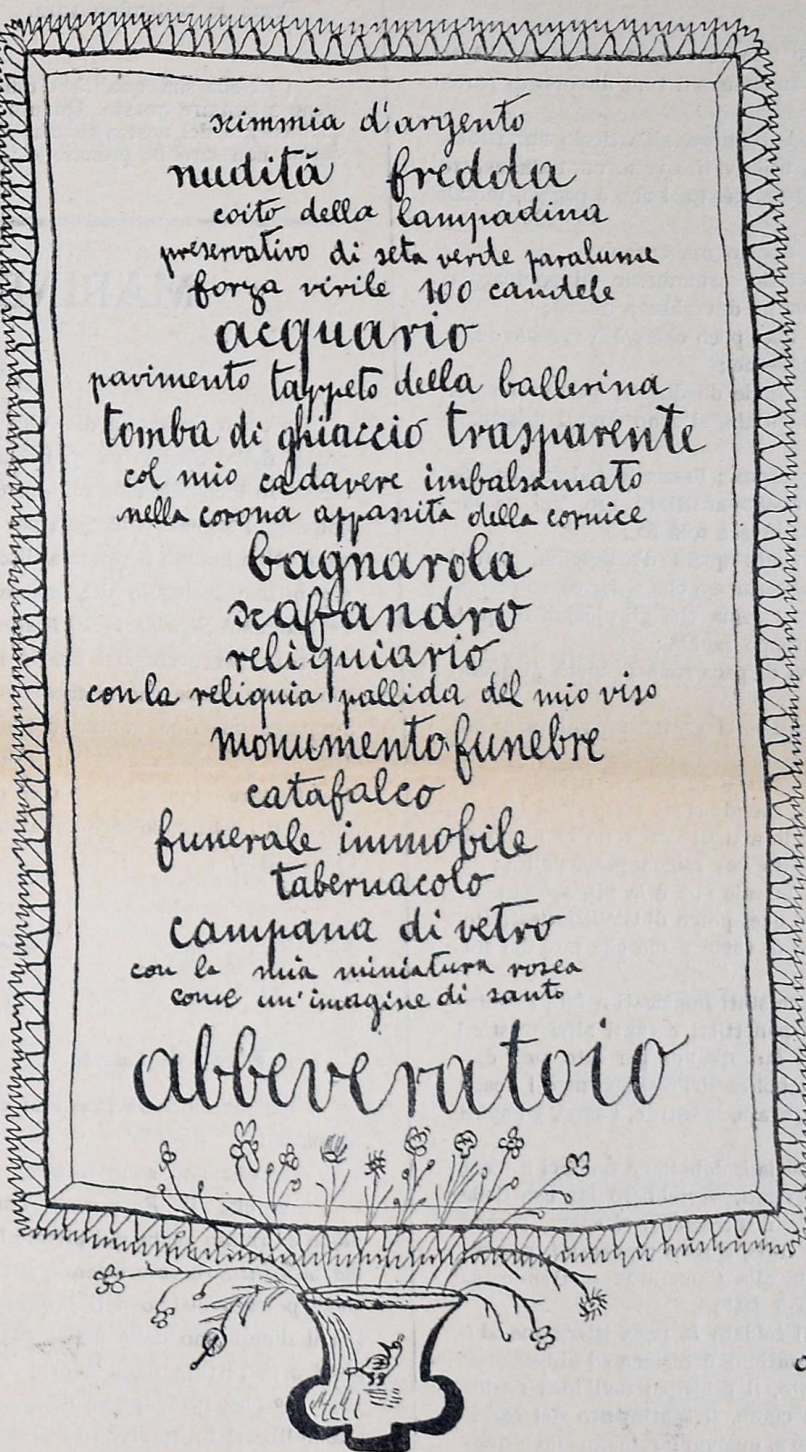 scimmia d'argento
nudità fredda
coito della lampadina
preservativo di seta verde paralume
forza virile 100 candele
acquario
pavimento tappeto della ballerina
tomba di ghiaccio trasparente
col mio cadavere imbalsamato
nella corona appassita della cornice
bagnarola
scafandro
reliquiario
con la reliquia pallida del mio viso
monumento funebre
catafalco
funerale immobile
tabernacolo
campana di vetro
con la mia miniatura rosea
come un'imagine di santo
abbeveratoio